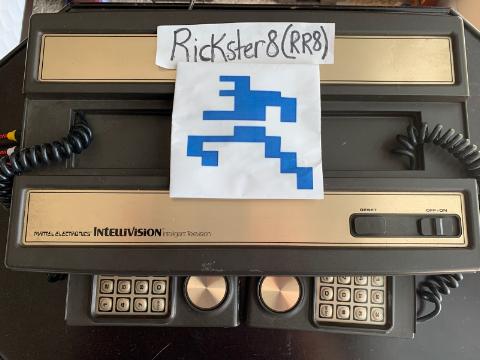 Rickster8(RR8)
RESET
OFF•ON
MATTEL ELECTRONICS® INTELLIVISION Intelligent Television